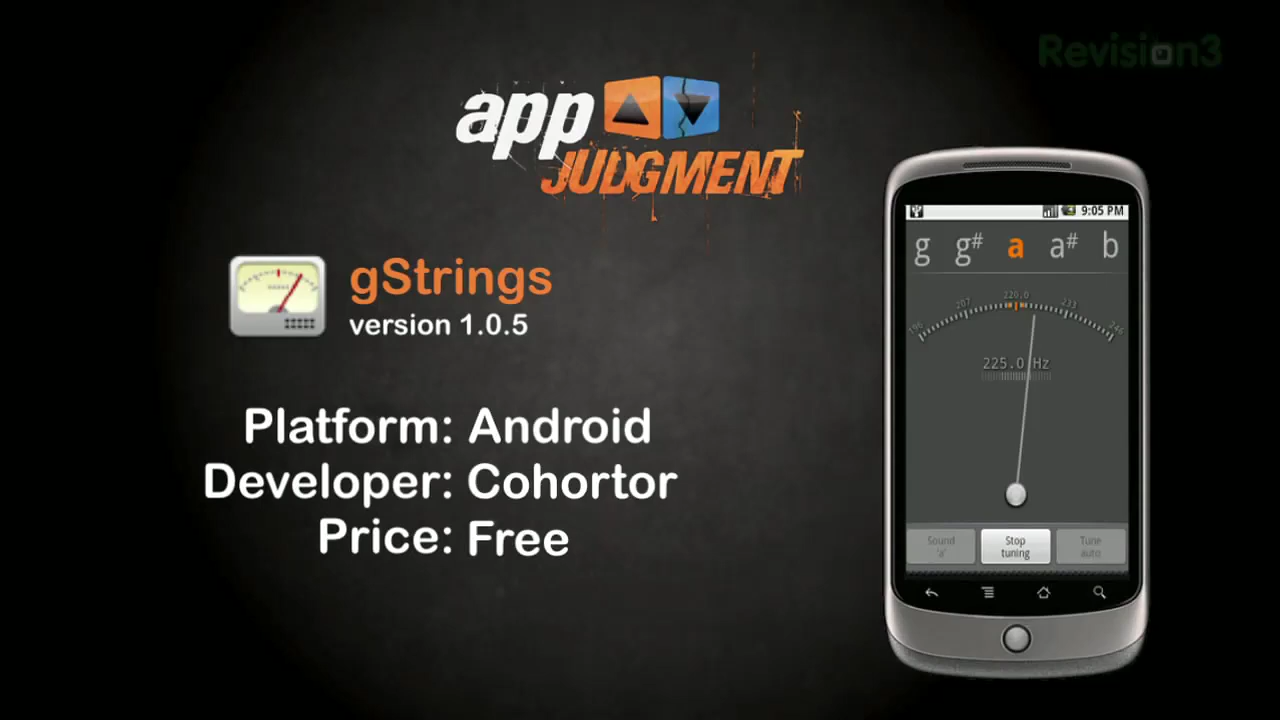 Revision3
app
JUDGMENT
gStrings
version 1.0.5
Platform: Android
Developer: Cohortor
Price: Free
9:05 PM
g g# a a# b
196 207 220.0 233 246
225.0 Hz
Sound 'a'
Stop tuning
Tune auto